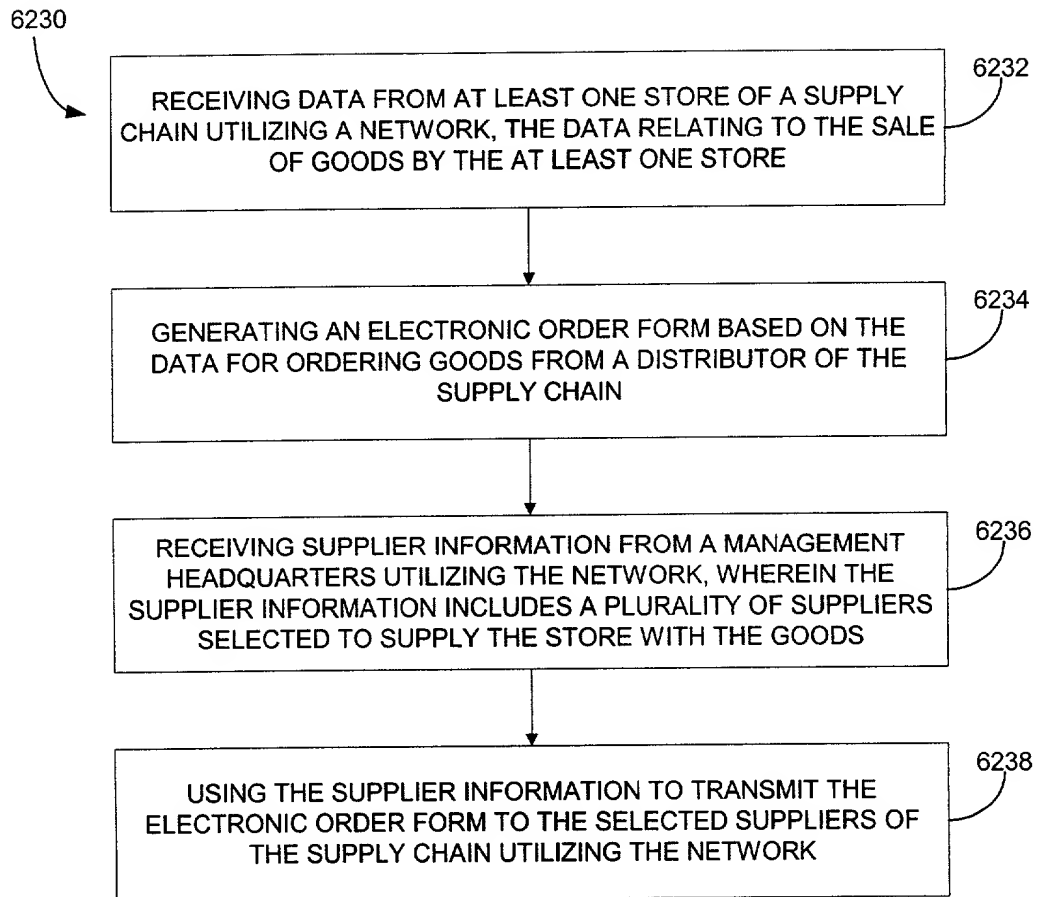 6230
6232
RECEIVING DATA FROM AT LEAST ONE STORE OF A SUPPLY
CHAIN UTILIZING A NETWORK, THE DATA RELATING TO THE SALE
OF GOODS BY THE AT LEAST ONE STORE
6234
GENERATING AN ELECTRONIC ORDER FORM BASED ON THE
DATA FOR ORDERING GOODS FROM A DISTRIBUTOR OF THE
SUPPLY CHAIN
6236
RECEIVING SUPPLIER INFORMATION FROM A MANAGEMENT
HEADQUARTERS UTILIZING THE NETWORK, WHEREIN THE
SUPPLIER INFORMATION INCLUDES A PLURALITY OF SUPPLIERS
SELECTED TO SUPPLY THE STORE WITH THE GOODS
6238
USING THE SUPPLIER INFORMATION TO TRANSMIT THE
ELECTRONIC ORDER FORM TO THE SELECTED SUPPLIERS OF
THE SUPPLY CHAIN UTILIZING THE NETWORK